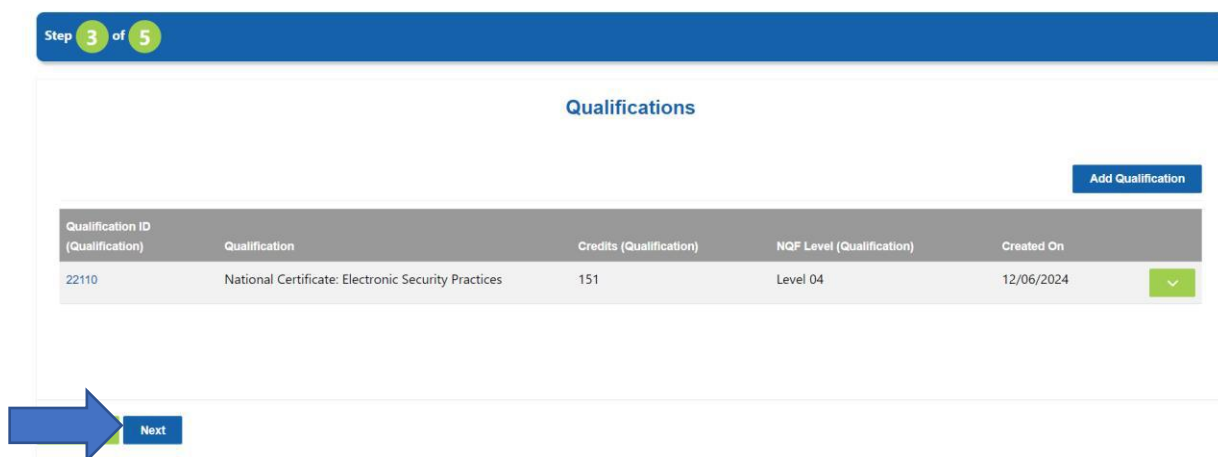 Step 3 of 5
Qualifications
Add Qualification
Qualification ID
(Qualification) Qualification Credits (Qualification) NQF Level (Qualification) Created On
22110 National Certificate: Electronic Security Practices 151 Level 04 12/06/2024
Next